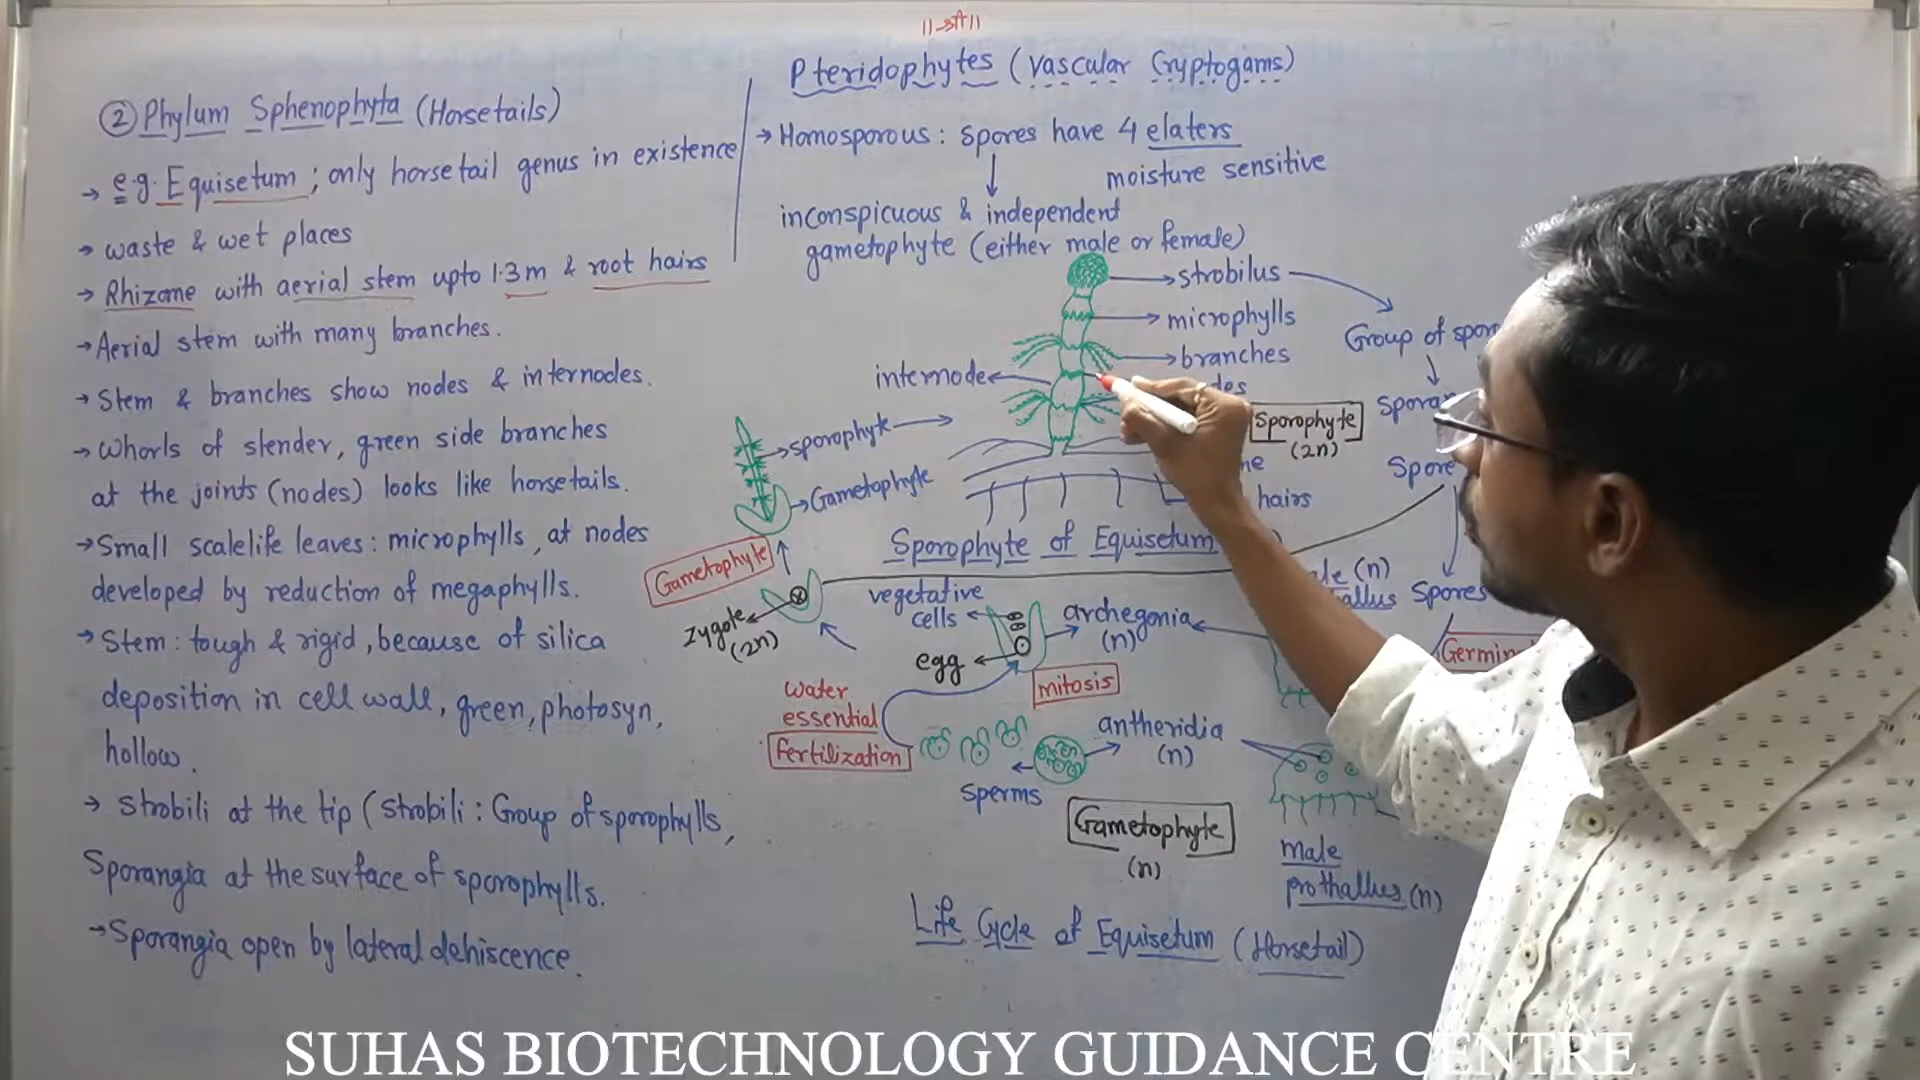 ॥श्री॥
Pteridophytes (Vascular Cryptogams)
② Phylum Sphenophyta (Horsetails)
→ e.g. Equisetum ; only horsetail genus in existence
→ waste & wet places
→ Rhizome with aerial stem upto 1.3 m & root hairs
→ Aerial stem with many branches.
→ Stem & branches show nodes & internodes.
→ Whorls of slender, green side branches
at the joints (nodes) looks like horsetails.
→ Small scalelife leaves : microphylls, at nodes
developed by reduction of megaphylls.
→ Stem : tough & rigid, because of silica
deposition in cell wall, green, photosyn,
hollow.
→ Strobili at the tip (Strobili : Group of sporophylls,
Sporangia at the surface of sporophylls.
→ Sporangia open by lateral dehiscence.
→ Homosporous : spores have 4 elaters
moisture sensitive
inconspicuous & independent
gametophyte (either male or female)
strobilus
microphylls
branches
internode
Group of
Sporophyte
(2n)
sporophyte
Gametophyte
hairs
Sporophyte of Equisetum
Gametophyte
zygote
(2n)
vegetative
cells
egg
archegonia
(n)
mitosis
(n)
Spores
water
essential
fertilization
sperms
antheridia
(n)
Gametophyte
(n)
male
prothallus (n)
Life Cycle of Equisetum (Horsetail)
SUHAS BIOTECHNOLOGY GUIDANCE CENTRE